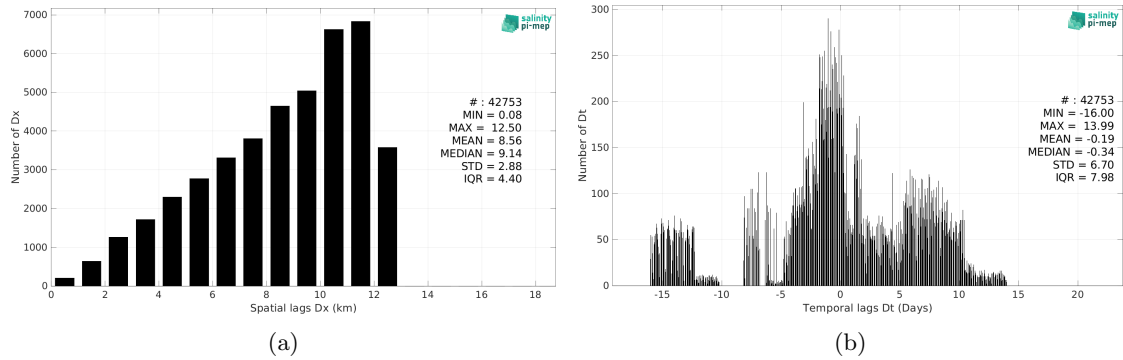 7000
6000
5000
4000
3000
2000
1000
0
Number of Dx
0 2 4 6 8 10 12 14 16 18
Spatial lags Dx (km)
salinity
pi-mep
# : 42753
MIN = 0.08
MAX = 12.50
MEAN = 8.56
MEDIAN = 9.14
STD = 2.88
IQR = 4.40
(a)
300
250
200
150
100
50
0
Number of Dt
-15 -10 -5 0 5 10 15 20
Temporal lags Dt (Days)
salinity
pi-mep
# : 42753
MIN = -16.00
MAX = 13.99
MEAN = -0.19
MEDIAN = -0.34
STD = 6.70
IQR = 7.98
(b)